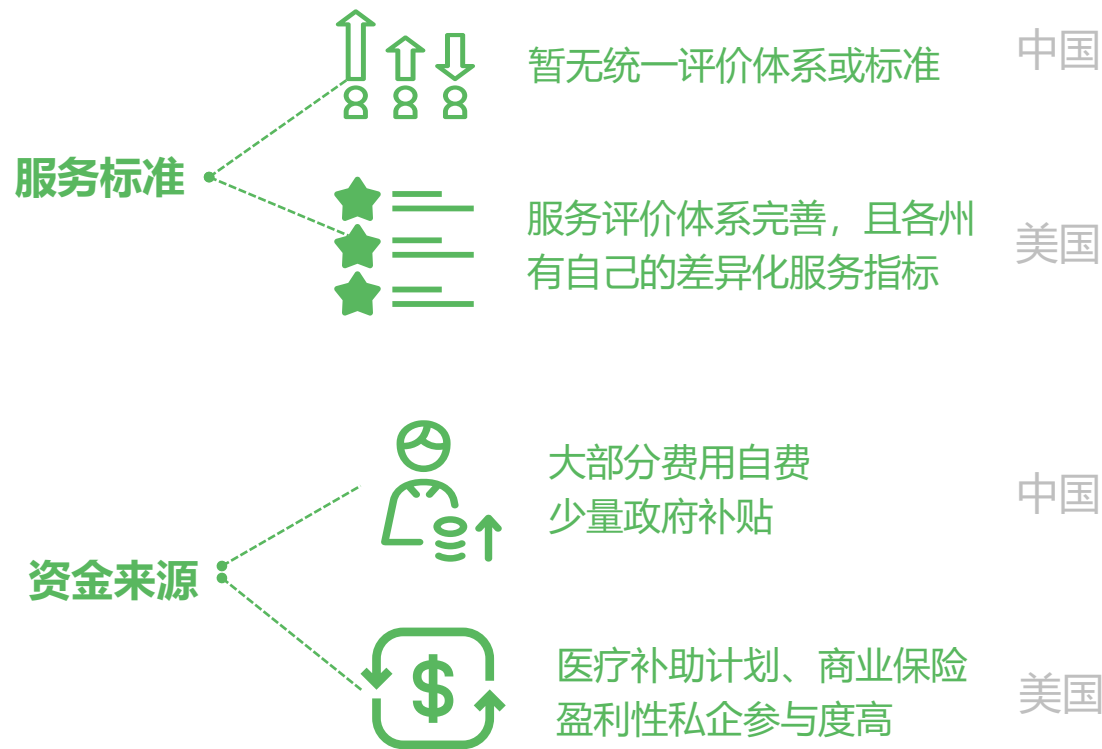 暂无统一评价体系或标准
中国
服务标准
服务评价体系完善，且各州
有自己的差异化服务指标
美国
大部分费用自费
少量政府补贴
中国
资金来源
$
医疗补助计划、商业保险
盈利性私企参与度高
美国